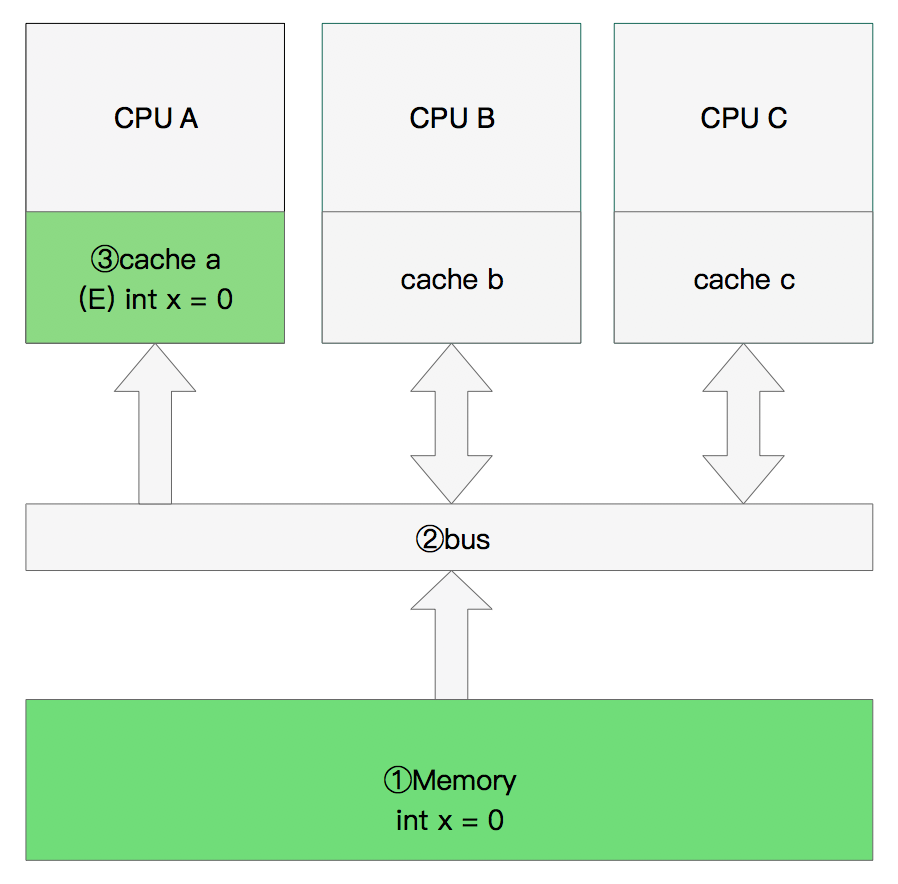 CPU A
CPU B
CPU C
③cache a
(E) int x = 0
cache b
cache c
②bus
①Memory
int x = 0